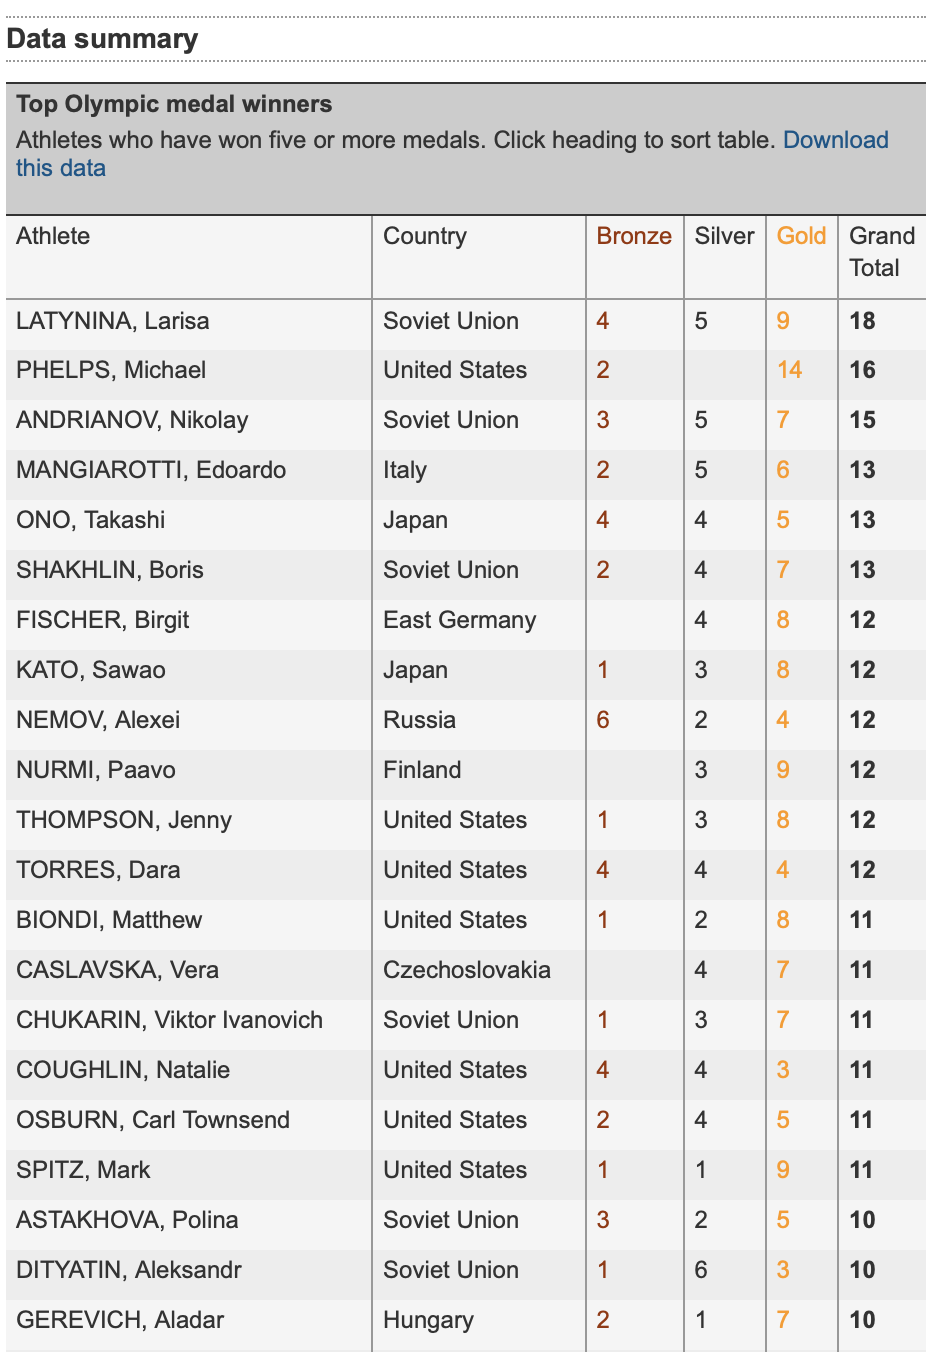 Data summary
Top Olympic medal winners
Athletes who have won five or more medals. Click heading to sort table. Download
this data
Athlete Country Bronze Silver Gold Grand
Total
LATYNINA, Larisa Soviet Union 4 5 9 18
PHELPS, Michael United States 2 14 16
ANDRIANOV, Nikolay Soviet Union 3 5 7 15
MANGIAROTTI, Edoardo Italy 2 5 6 13
ONO, Takashi Japan 4 4 5 13
SHAKHLIN, Boris Soviet Union 2 4 7 13
FISCHER, Birgit East Germany 4 8 12
KATO, Sawao Japan 1 3 8 12
NEMOV, Alexei Russia 6 2 4 12
NURMI, Paavo Finland 3 9 12
THOMPSON, Jenny United States 1 3 8 12
TORRES, Dara United States 4 4 4 12
BIONDI, Matthew United States 1 2 8 11
CASLAVSKA, Vera Czechoslovakia 4 7 11
CHUKARIN, Viktor Ivanovich Soviet Union 1 3 7 11
COUGHLIN, Natalie United States 4 4 3 11
OSBURN, Carl Townsend United States 2 4 5 11
SPITZ, Mark United States 1 1 9 11
ASTAKHOVA, Polina Soviet Union 3 2 5 10
DITYATIN, Aleksandr Soviet Union 1 6 3 10
GEREVICH, Aladar Hungary 2 1 7 10